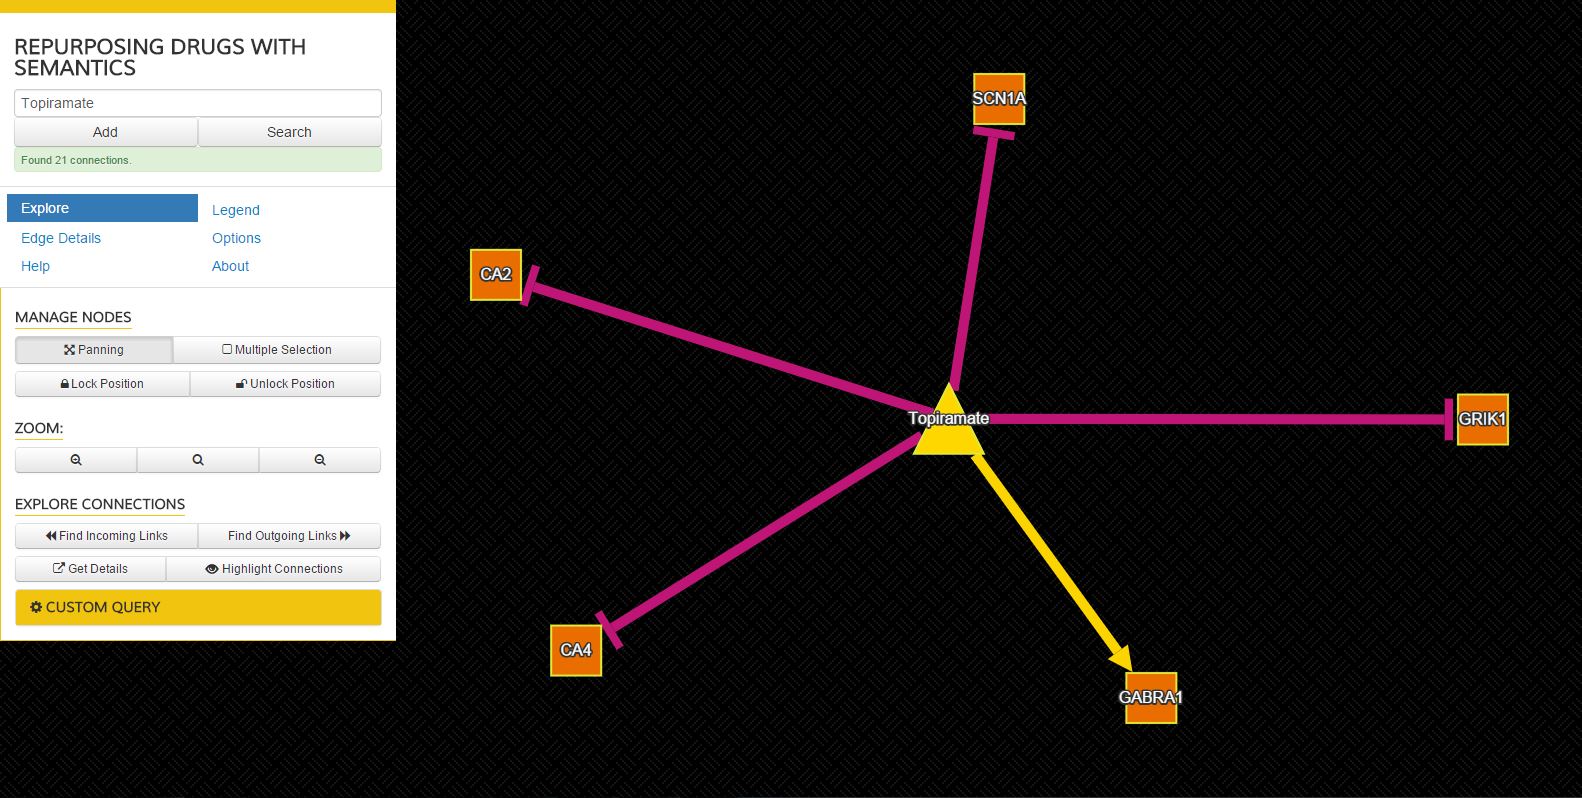 REPURPOSING DRUGS WITH
SEMANTICS
Topiramate
Add
Search
Found 21 connections.
Explore
Legend
Edge Details
Options
Help
About
MANAGE NODES
Panning
Multiple Selection
Lock Position
Unlock Position
ZOOM:
EXPLORE CONNECTIONS
Find Incoming Links
Find Outgoing Links
Get Details
Highlight Connections
CUSTOM QUERY
SCN1A
CA2
Topiramate
GRIK1
CA4
GABRA1